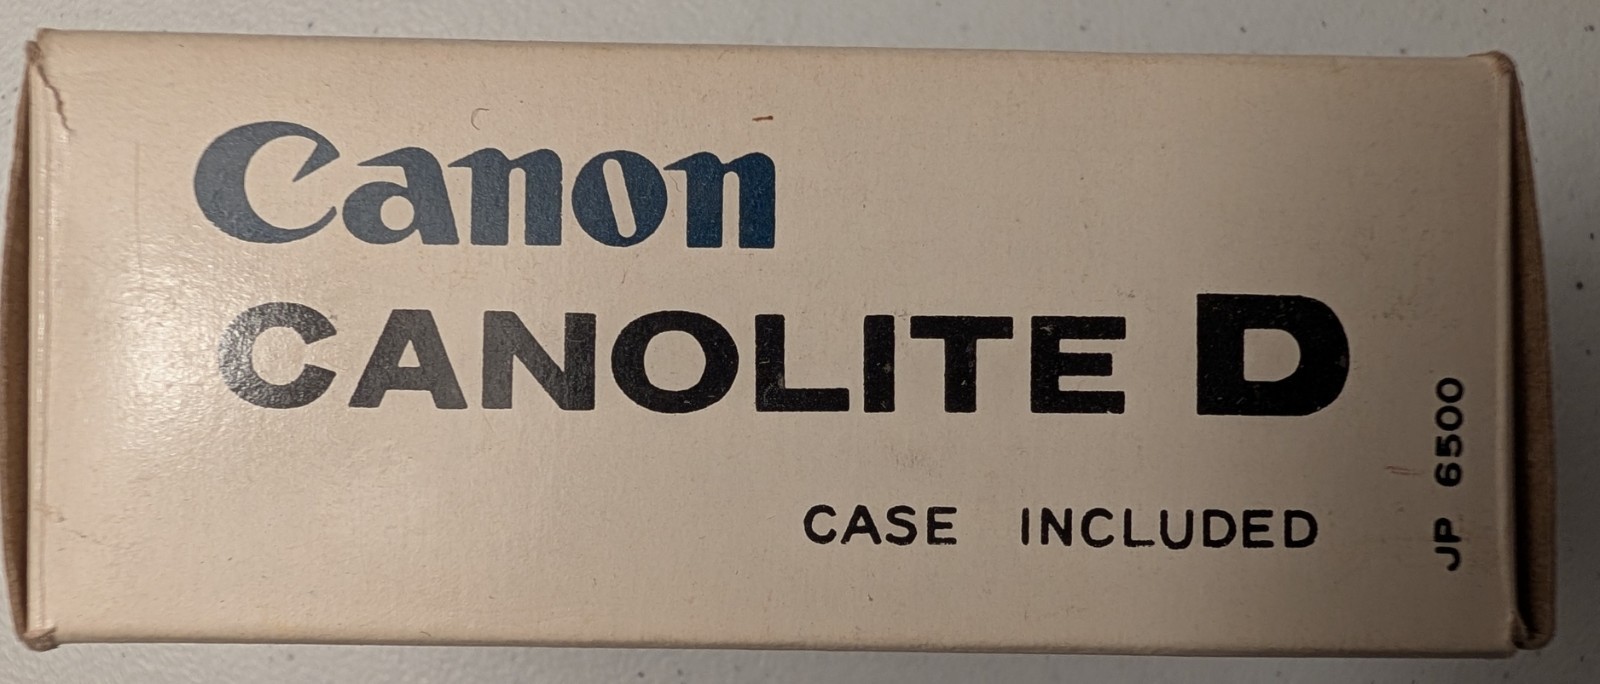 Canon
CANOLITE D
CASE INCLUDED
JP 6500